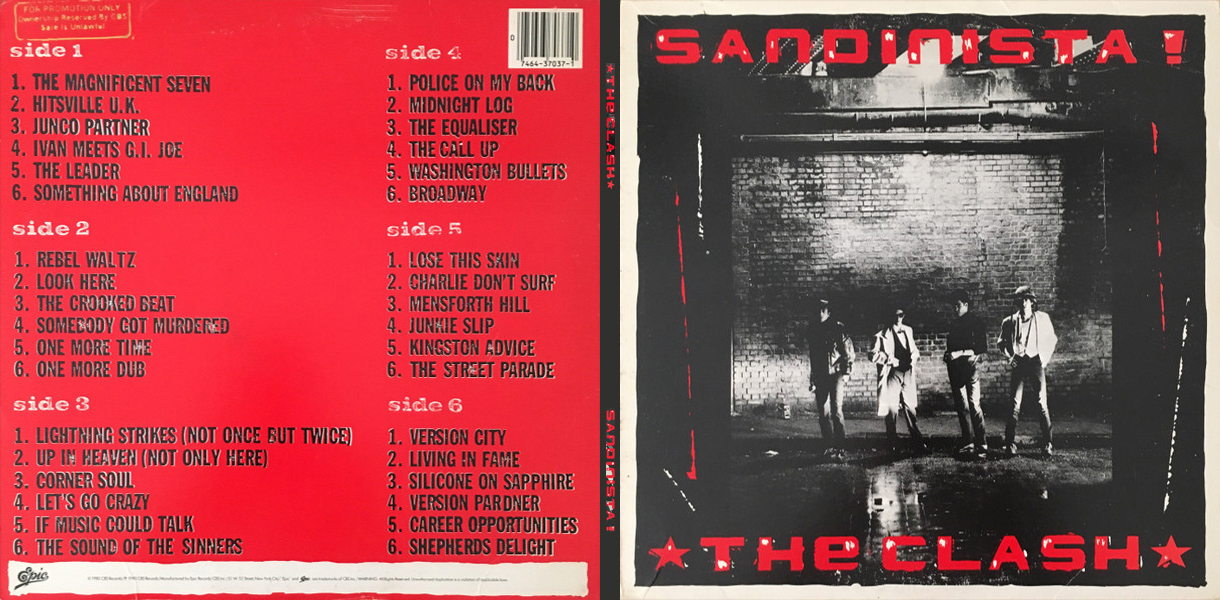 FOR PROMOTION ONLY
Ownership Reserved by CBS
Sale is Unlawful
side 1
1. THE MAGNIFICENT SEVEN
2. HITSVILLE U.K.
3. JUNCO PARTNER
4. IVAN MEETS G.I. JOE
5. THE LEADER
6. SOMETHING ABOUT ENGLAND
side 2
1. REBEL WALTZ
2. LOOK HERE
3. THE CROOKED BEAT
4. SOMEBODY GOT MURDERED
5. ONE MORE TIME
6. ONE MORE DUB
side 3
1. LIGHTNING STRIKES (NOT ONCE BUT TWICE)
2. UP IN HEAVEN (NOT ONLY HERE)
3. CORNER SOUL
4. LET'S GO CRAZY
5. IF MUSIC COULD TALK
6. THE SOUND OF THE SINNERS
0
7464-37037-1
side 4
1. POLICE ON MY BACK
2. MIDNIGHT LOG
3. THE EQUALISER
4. THE CALL UP
5. WASHINGTON BULLETS
6. BROADWAY
side 5
1. LOSE THIS SKIN
2. CHARLIE DON'T SURF
3. MENSFORTH HILL
4. JUNKIE SLIP
5. KINGSTON ADVICE
6. THE STREET PARADE
side 6
1. VERSION CITY
2. LIVING IN FAME
3. SILICONE ON SAPPHIRE
4. VERSION PARDNER
5. CAREER OPPORTUNITIES
6. SHEPHERDS DELIGHT
Epic
★THE CLASH★
SANDINISTA!
SANDINISTA!
★THE CLASH★